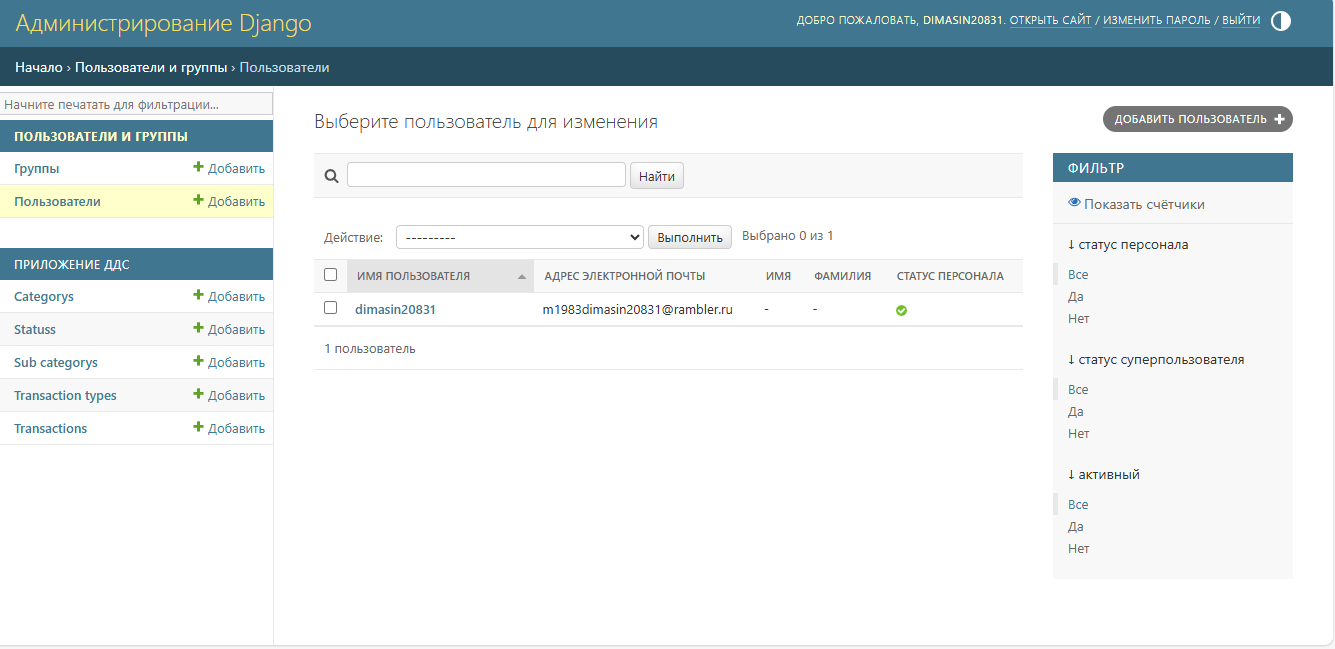 Администрирование Django
ДОБРО ПОЖАЛОВАТЬ, DIMASIN20831. ОТКРЫТЬ САЙТ / ИЗМЕНИТЬ ПАРОЛЬ / ВЫЙТИ
Начало › Пользователи и группы › Пользователи
Начните печатать для фильтрации...
ПОЛЬЗОВАТЕЛИ И ГРУППЫ
Группы Добавить
Пользователи Добавить
ПРИЛОЖЕНИЕ ДДС
Categorys Добавить
Statuss Добавить
Sub categorys Добавить
Transaction types Добавить
Transactions Добавить
Выберите пользователь для изменения
ДОБАВИТЬ ПОЛЬЗОВАТЕЛЬ
Найти
Действие: --------- Выполнить Выбрано 0 из 1
ИМЯ ПОЛЬЗОВАТЕЛЯ АДРЕС ЭЛЕКТРОННОЙ ПОЧТЫ ИМЯ ФАМИЛИЯ СТАТУС ПЕРСОНАЛА
dimasin20831 m1983dimasin20831@rambler.ru - -
1 пользователь
ФИЛЬТР
Показать счётчики
↓ статус персонала
Все
Да
Нет
↓ статус суперпользователя
Все
Да
Нет
↓ активный
Все
Да
Нет